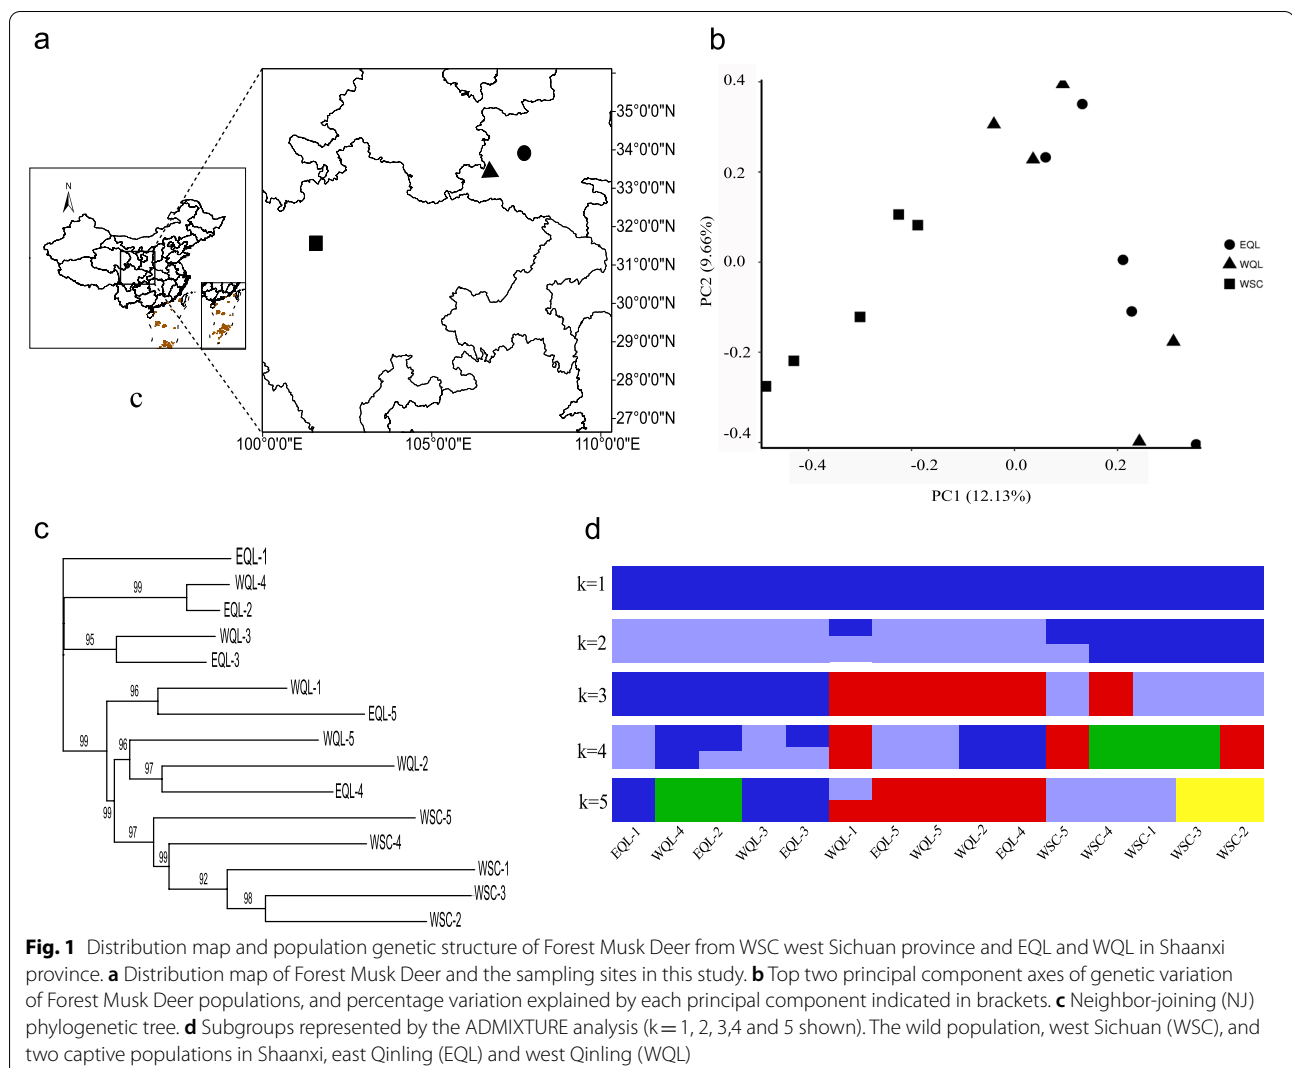 a
N
35°0'0"N
34°0'0"N
33°0'0"N
32°0'0"N
31°0'0"N
30°0'0"N
29°0'0"N
28°0'0"N
27°0'0"N
100°0'0"E
105°0'0"E
110°0'0"E
c
b
0.4
0.2
0.0
-0.2
-0.4
PC2 (9.66%)
-0.4
-0.2
0.0
0.2
PC1 (12.13%)
EQL
WQL
WSC
c
EQL-1
99
WQL-4
EQL-2
WQL-3
95
EQL-3
96
WQL-1
EQL-5
99
96
WQL-5
97
WQL-2
EQL-4
99
97
WSC-5
99
WSC-4
92
WSC-1
98
WSC-3
WSC-2
d
k=1
k=2
k=3
k=4
k=5
EQL-1
WQL-4
EQL-2
WQL-3
EQL-3
WQL-1
EQL-5
WQL-5
WQL-2
EQL-4
WSC-5
WSC-4
WSC-1
WSC-3
WSC-2
Fig. 1 Distribution map and population genetic structure of Forest Musk Deer from WSC west Sichuan province and EQL and WQL in Shaanxi
province. a Distribution map of Forest Musk Deer and the sampling sites in this study. b Top two principal component axes of genetic variation
of Forest Musk Deer populations, and percentage variation explained by each principal component indicated in brackets. c Neighbor-joining (NJ)
phylogenetic tree. d Subgroups represented by the ADMIXTURE analysis (k = 1, 2, 3,4 and 5 shown). The wild population, west Sichuan (WSC), and
two captive populations in Shaanxi, east Qinling (EQL) and west Qinling (WQL)